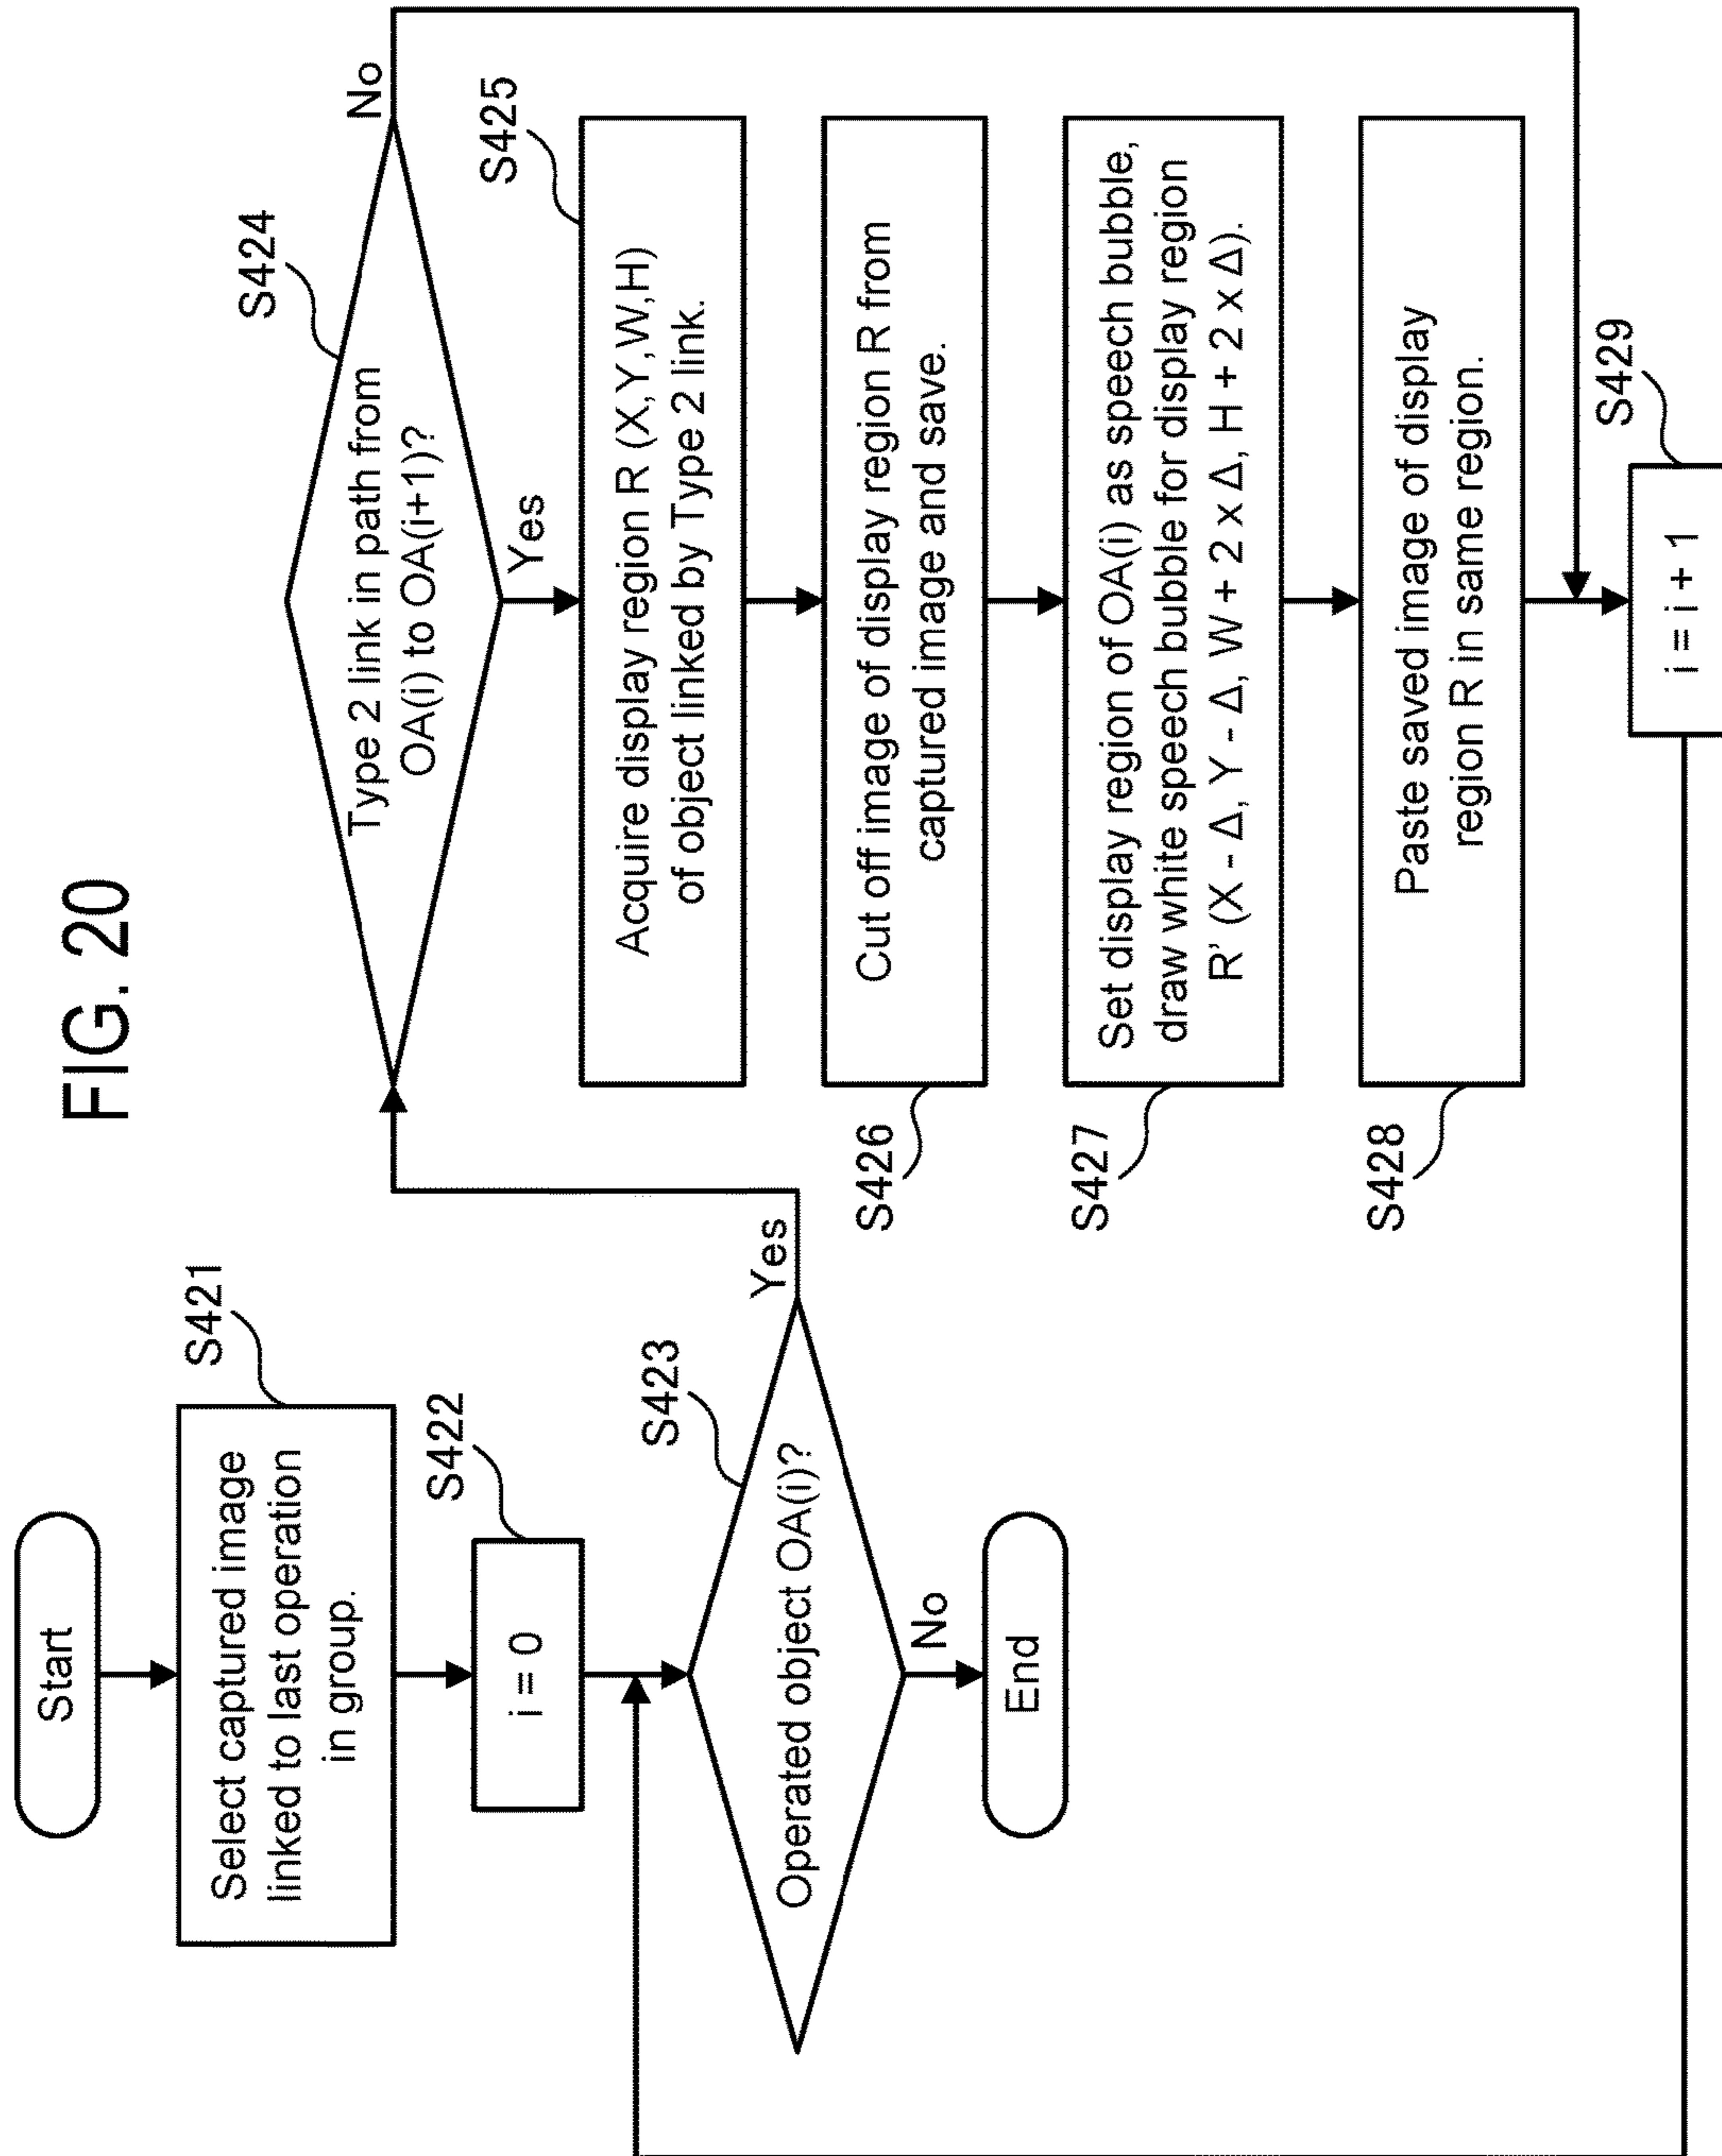 FIG. 20
Start
S421
Select captured image
linked to last operation
in group.
S422
i = 0
S423
Operated object OA(i)?
Yes
No
End
S424
Type 2 link in path from
OA(i) to OA(i+1)?
No
Yes
S425
Acquire display region R (X,Y,W,H)
of object linked by Type 2 link.
S426
Cut off image of display region R from
captured image and save.
S427
Set display region of OA(i) as speech bubble,
draw white speech bubble for display region
R' (X - Δ, Y - Δ, W + 2 x Δ, H + 2 x Δ).
S428
Paste saved image of display
region R in same region.
S429
i = i + 1